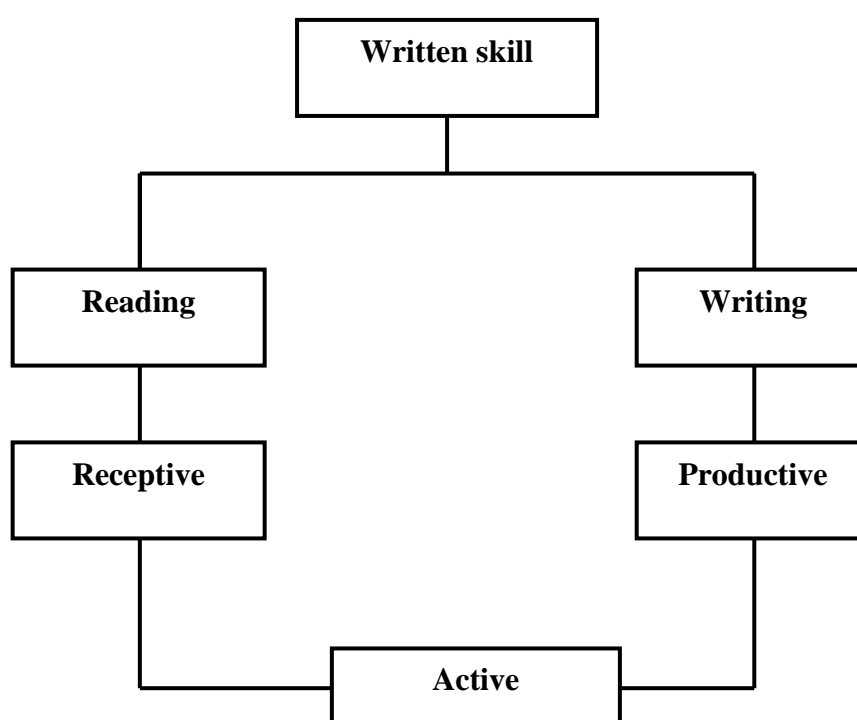 Written skill
Reading
Writing
Receptive
Productive
Active